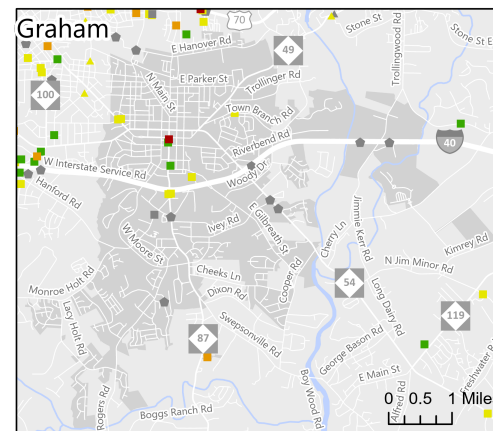 Graham
70
Stone St
Trollingwood Rd
Stone St E
E Hanover Rd
49
E Parker St
Trollinger Rd
N Main St
100
Town Branch Rd
Riverbend Rd
40
W Interstate Service Rd
Woody Dr
Hanford Rd
Jimmie Kerr Rd
E Gilbreath St
Ivey Rd
Cherry Ln
W Moore St
Kimrey Rd
N Jim Minor Rd
Cheeks Ln
Cooper Rd
54
Monroe Holt Rd
Dixon Rd
Long Dairy Rd
Lacy Holt Rd
Swepsonville Rd
119
87
George Bason Rd
Freshwater Rd
E Main St
Boy Wood Rd
Alfred Rd
Rogers Rd
Boggs Ranch Rd
0 0.5 1 Mile